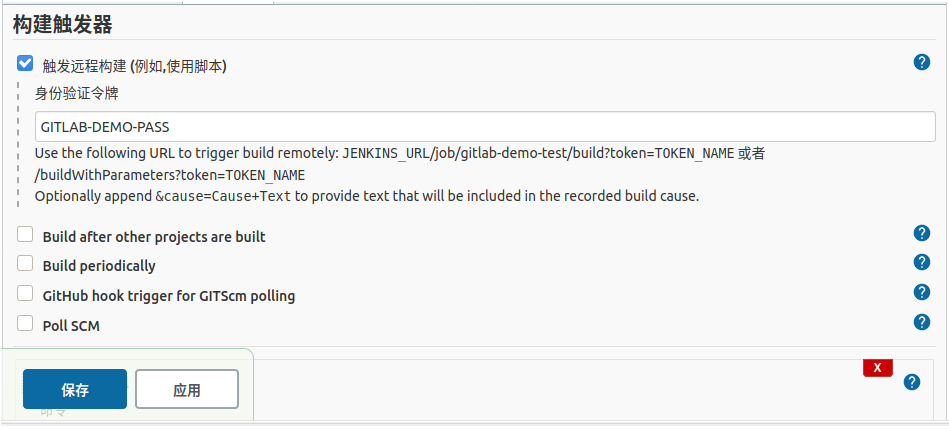 构建触发器
触发远程构建 (例如,使用脚本)
身份验证令牌
GITLAB-DEMO-PASS
Use the following URL to trigger build remotely: JENKINS_URL/job/gitlab-demo-test/build?token=TOKEN_NAME 或者
/buildWithParameters?token=TOKEN_NAME
Optionally append &cause=Cause+Text to provide text that will be included in the recorded build cause.
Build after other projects are built
Build periodically
GitHub hook trigger for GITScm polling
Poll SCM
X
保存 应用
命令